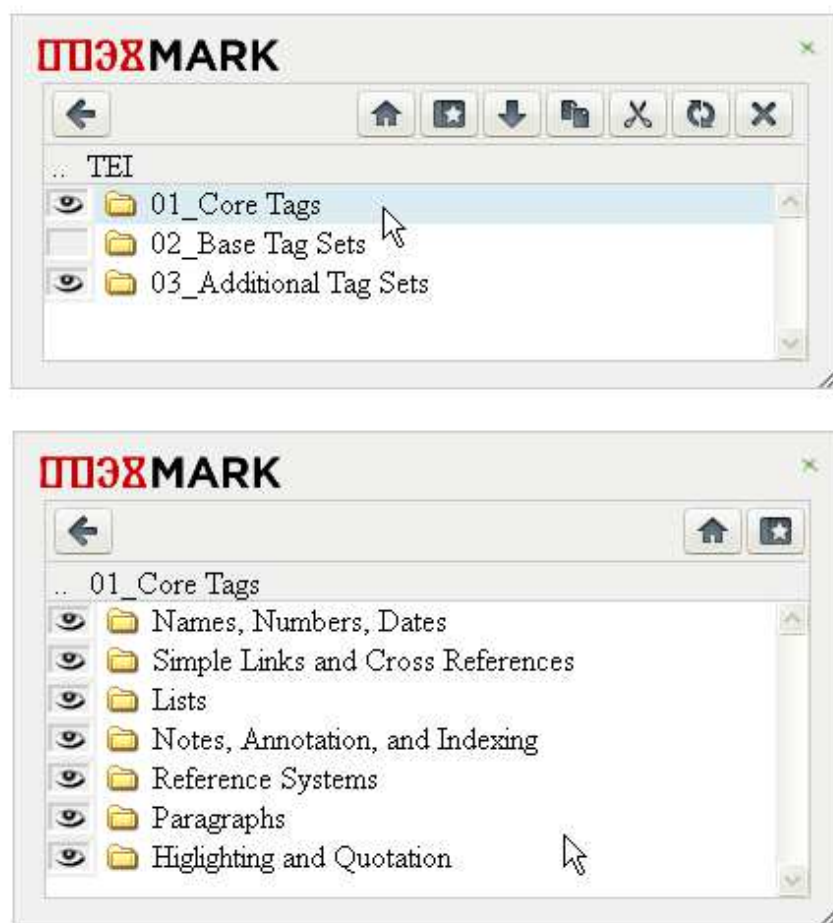 MARK
.. TEI
01_Core Tags
02_Base Tag Sets
03_Additional Tag Sets
MARK
.. 01_Core Tags
Names, Numbers, Dates
Simple Links and Cross References
Lists
Notes, Annotation, and Indexing
Reference Systems
Paragraphs
Higlighting and Quotation